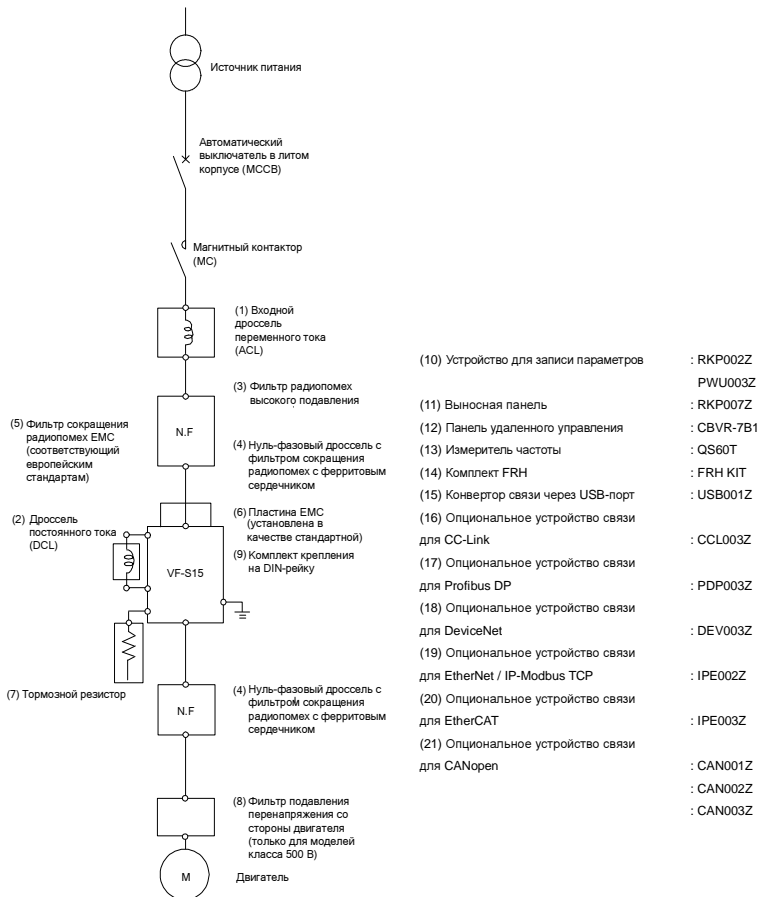 Источник питания
Автоматический
выключатель в литом
корпусе (MCCB)
Магнитный контактор
(MC)
(1) Входной
дроссель
переменного тока
(ACL)
(3) Фильтр радиопомех
высокого подавления
(5) Фильтр сокращения
радиопомех EMC
(соответствующий
европейским
стандартам)
N.F
(4) Нуль-фазовый дроссель с
фильтром сокращения
радиопомех с ферритовым
сердечником
(2) Дроссель
постоянного тока
(DCL)
(6) Пластина EMC
(установлена в
качестве стандартной)
(9) Комплект крепления
на DIN-рейку
VF-S15
(7) Тормозной резистор
N.F
(4) Нуль-фазовый дроссель с
фильтром сокращения
радиопомех с ферритовым
сердечником
(8) Фильтр подавления
перенапряжения со
стороны двигателя
(только для моделей
класса 500 В)
M
Двигатель
(10) Устройство для записи параметров : RKP002Z
PWU003Z
(11) Выносная панель : RKP007Z
(12) Панель удаленного управления : CBVR-7B1
(13) Измеритель частоты : QS60T
(14) Комплект FRH : FRH KIT
(15) Конвертор связи через USB-порт : USB001Z
(16) Опциональное устройство связи
для CC-Link : CCL003Z
(17) Опциональное устройство связи
для Profibus DP : PDP003Z
(18) Опциональное устройство связи
для DeviceNet : DEV003Z
(19) Опциональное устройство связи
для EtherNet / IP-Modbus TCP : IPE002Z
(20) Опциональное устройство связи
для EtherCAT : IPE003Z
(21) Опциональное устройство связи
для CANopen : CAN001Z
: CAN002Z
: CAN003Z